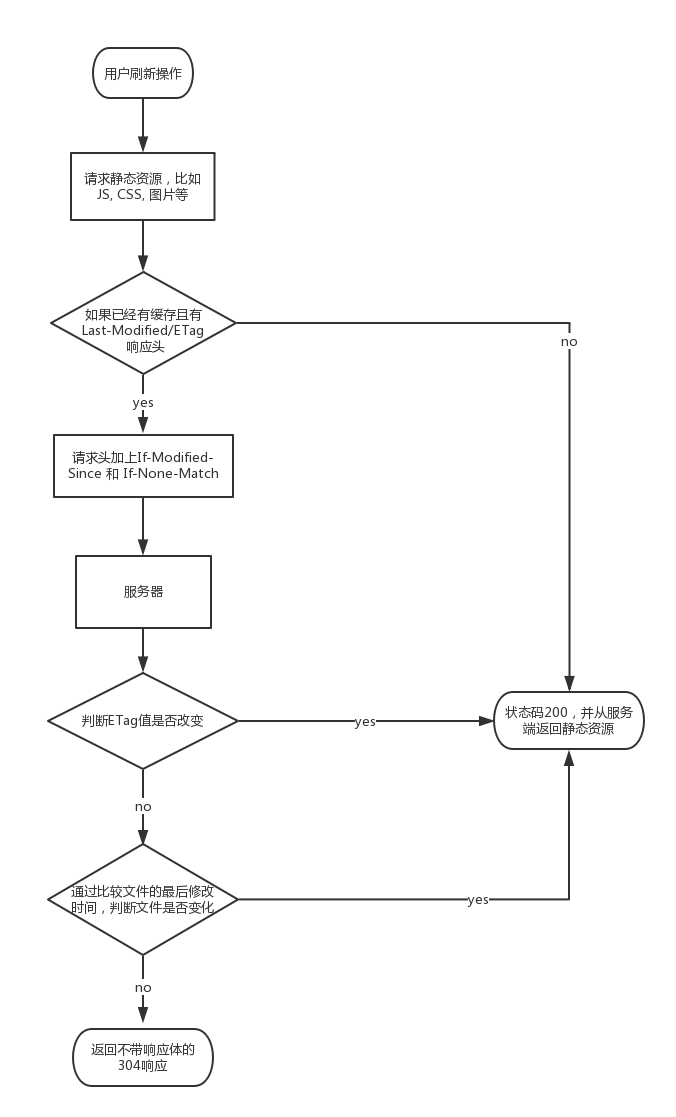 用户刷新操作
请求静态资源，比如
JS, CSS, 图片等
如果已经有缓存且有
Last-Modified/ETag
响应头
no
yes
请求头加上If-Modified-
Since 和 If-None-Match
服务器
判断ETag值是否改变
yes
状态码200，并从服务
端返回静态资源
no
通过比较文件的最后修改
时间，判断文件是否变化
yes
no
返回不带响应体的
304响应